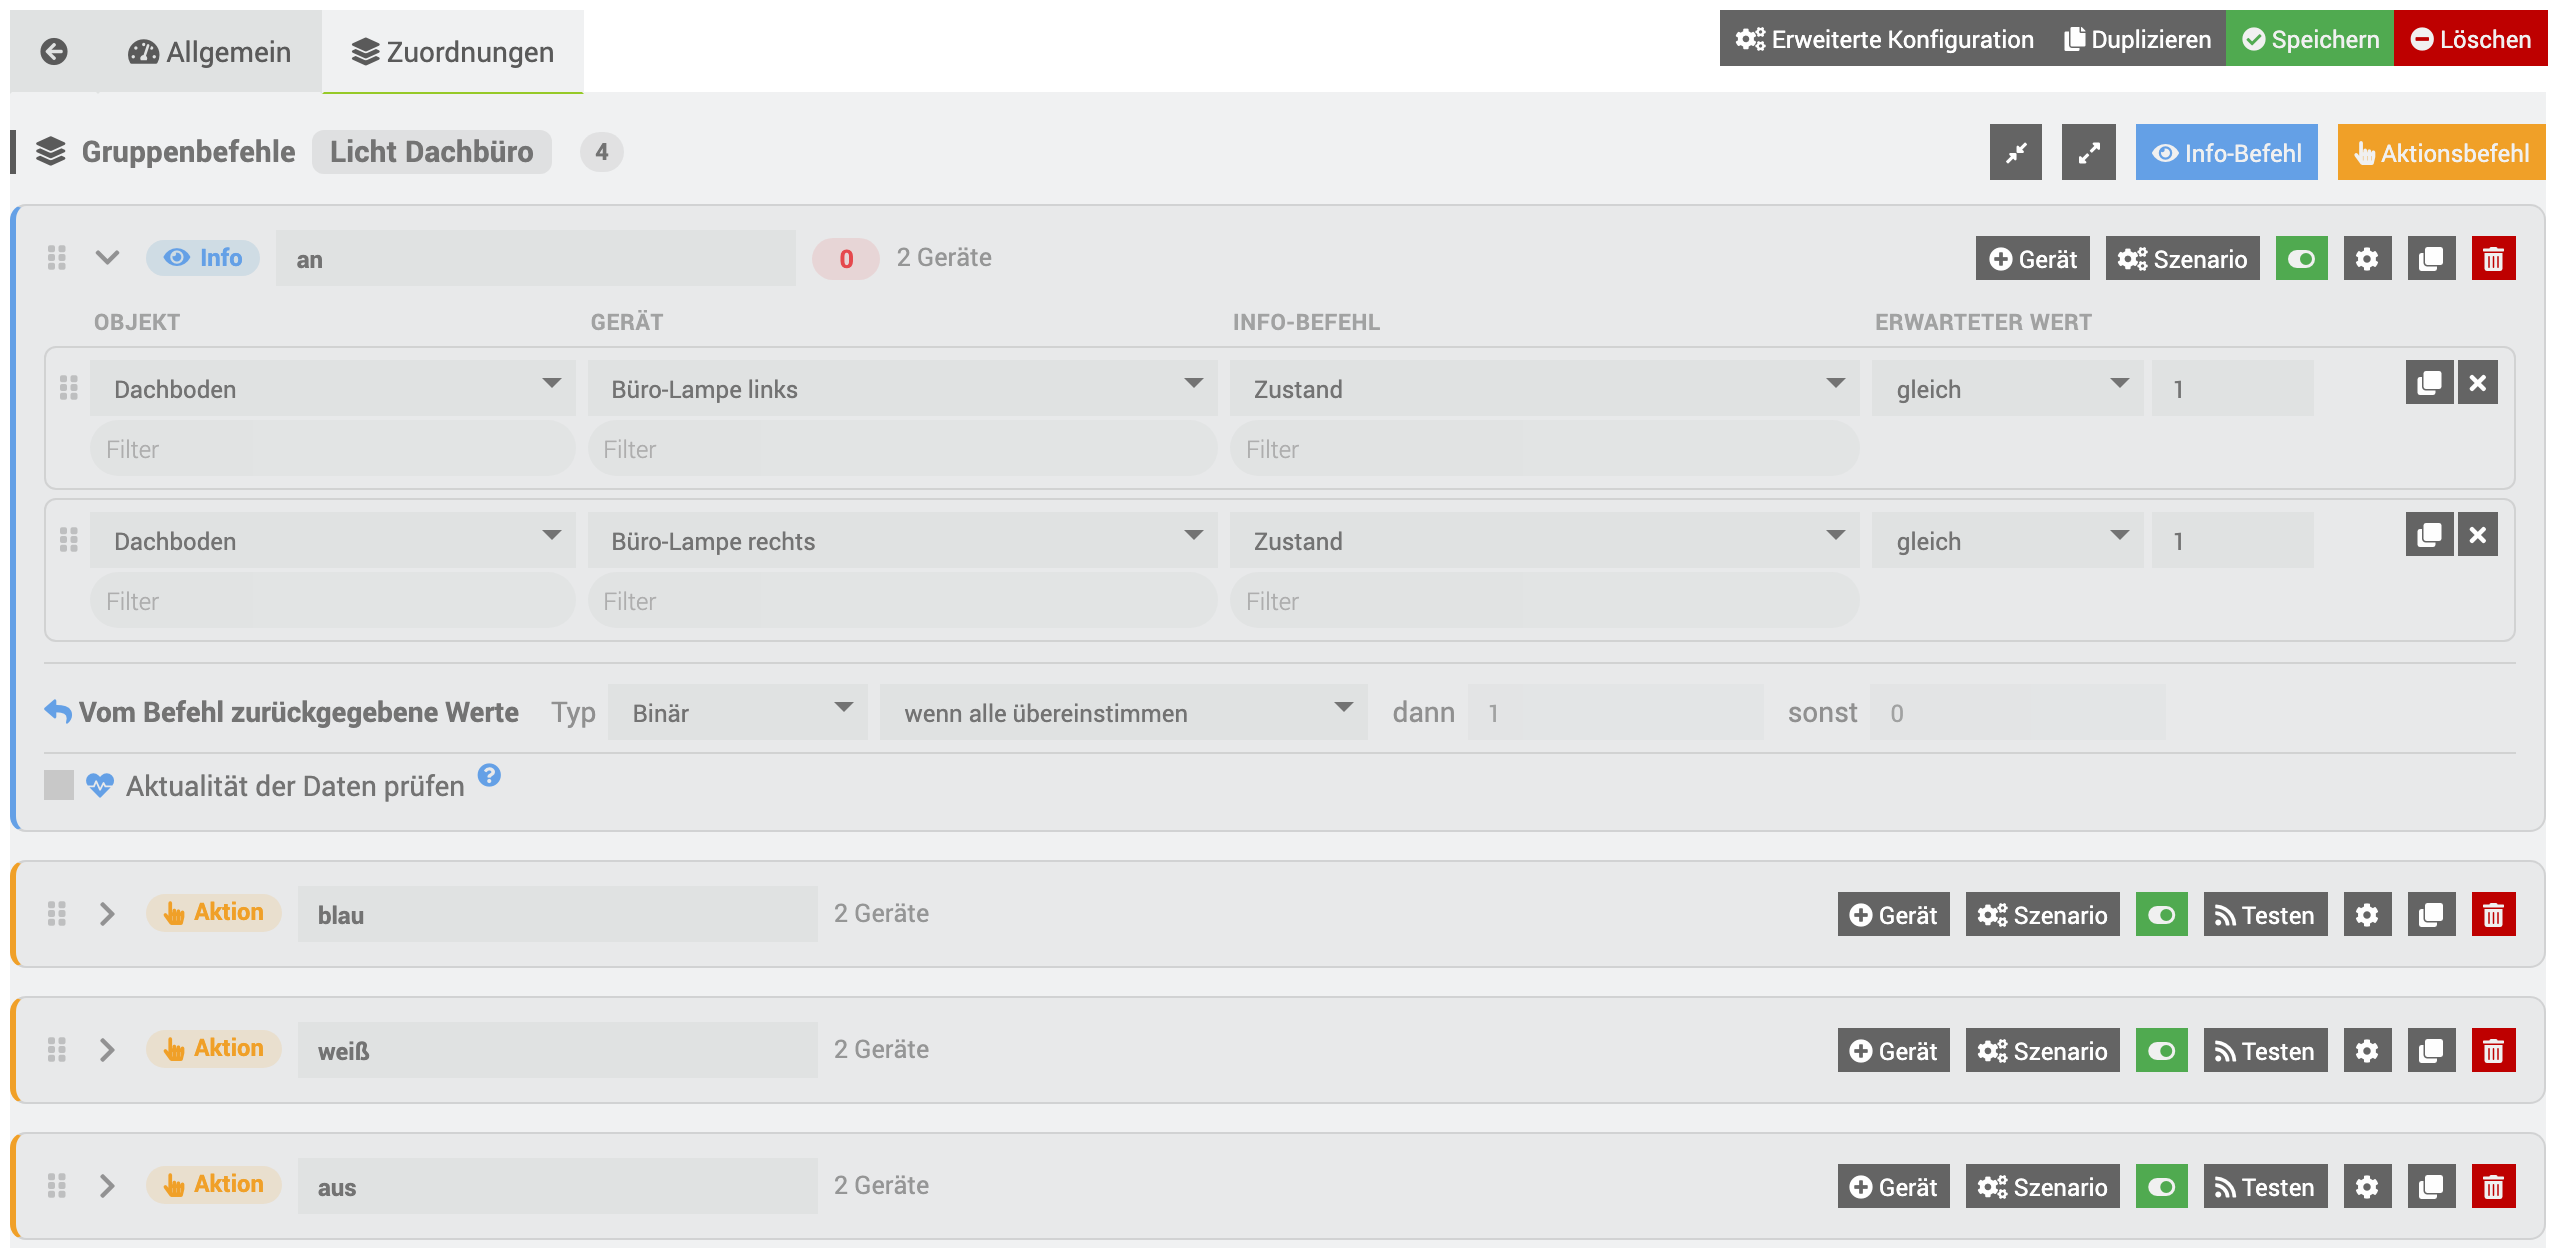 Allgemein Zuordnungen Erweiterte Konfiguration Duplizieren Speichern Löschen
Gruppenbefehle Licht Dachbüro 4 Info-Befehl Aktionsbefehl
Info an 0 2 Geräte Gerät Szenario
OBJEKT GERÄT INFO-BEFEHL ERWARTETER WERT
Dachboden Büro-Lampe links Zustand gleich 1
Filter Filter Filter
Dachboden Büro-Lampe rechts Zustand gleich 1
Filter Filter Filter
Vom Befehl zurückgegebene Werte Typ Binär wenn alle übereinstimmen dann 1 sonst 0
Aktualität der Daten prüfen ?
Aktion blau 2 Geräte Gerät Szenario Testen
Aktion weiß 2 Geräte Gerät Szenario Testen
Aktion aus 2 Geräte Gerät Szenario Testen